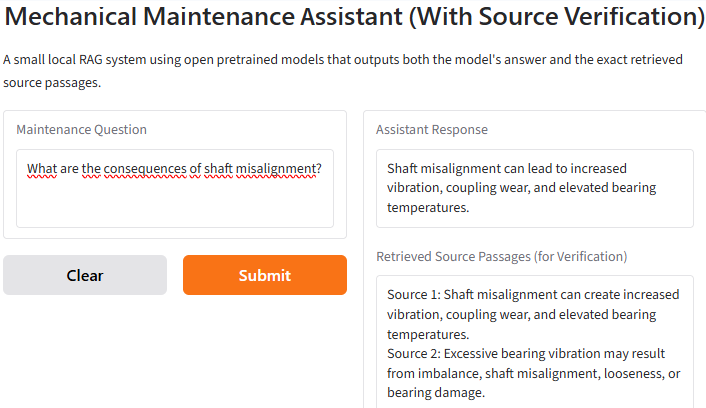 Mechanical Maintenance Assistant (With Source Verification)
A small local RAG system using open pretrained models that outputs both the model's answer and the exact retrieved
source passages.
Maintenance Question
What are the consequences of shaft misalignment?
Clear
Submit
Assistant Response
Shaft misalignment can lead to increased
vibration, coupling wear, and elevated bearing
temperatures.
Retrieved Source Passages (for Verification)
Source 1: Shaft misalignment can create increased
vibration, coupling wear, and elevated bearing
temperatures.
Source 2: Excessive bearing vibration may result
from imbalance, shaft misalignment, looseness, or
bearing damage.